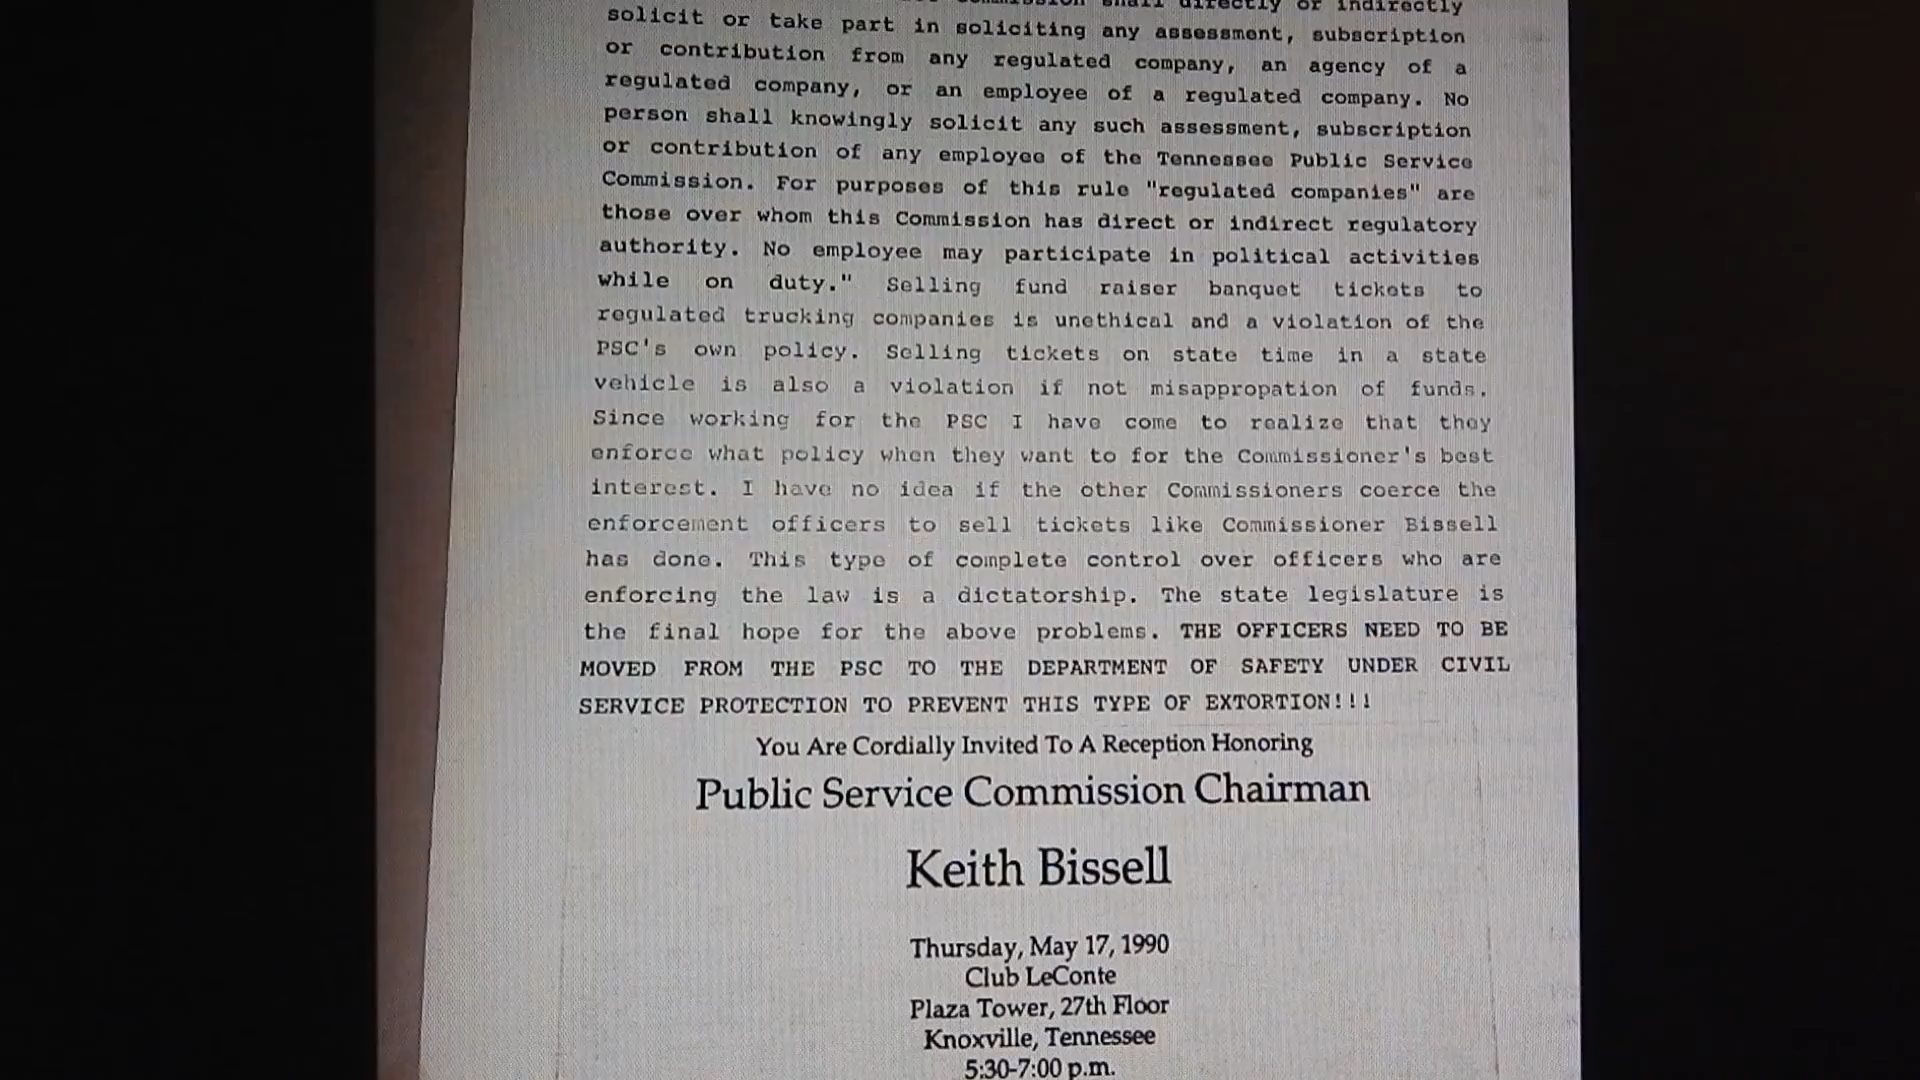 shall directly or indirectly
solicit or take part in soliciting any assessment, subscription
or contribution from any regulated company, an agency of a
regulated company, or an employee of a regulated company. No
person shall knowingly solicit any such assessment, subscription
or contribution of any employee of the Tennessee Public Service
Commission. For purposes of this rule "regulated companies" are
those over whom this Commission has direct or indirect regulatory
authority. No employee may participate in political activities
while on duty." Selling fund raiser banquet tickets to
regulated trucking companies is unethical and a violation of the
PSC's own policy. Selling tickets on state time in a state
vehicle is also a violation if not misappropation of funds.
Since working for the PSC I have come to realize that they
enforce what policy when they want to for the Commissioner's best
interest. I have no idea if the other Commissioners coerce the
enforcement officers to sell tickets like Commissioner Bissell
has done. This type of complete control over officers who are
enforcing the law is a dictatorship. The state legislature is
the final hope for the above problems. THE OFFICERS NEED TO BE
MOVED FROM THE PSC TO THE DEPARTMENT OF SAFETY UNDER CIVIL
SERVICE PROTECTION TO PREVENT THIS TYPE OF EXTORTION!!!
You Are Cordially Invited To A Reception Honoring
Public Service Commission Chairman
Keith Bissell
Thursday, May 17, 1990
Club LeConte
Plaza Tower, 27th Floor
Knoxville, Tennessee
5:30-7:00 p.m.